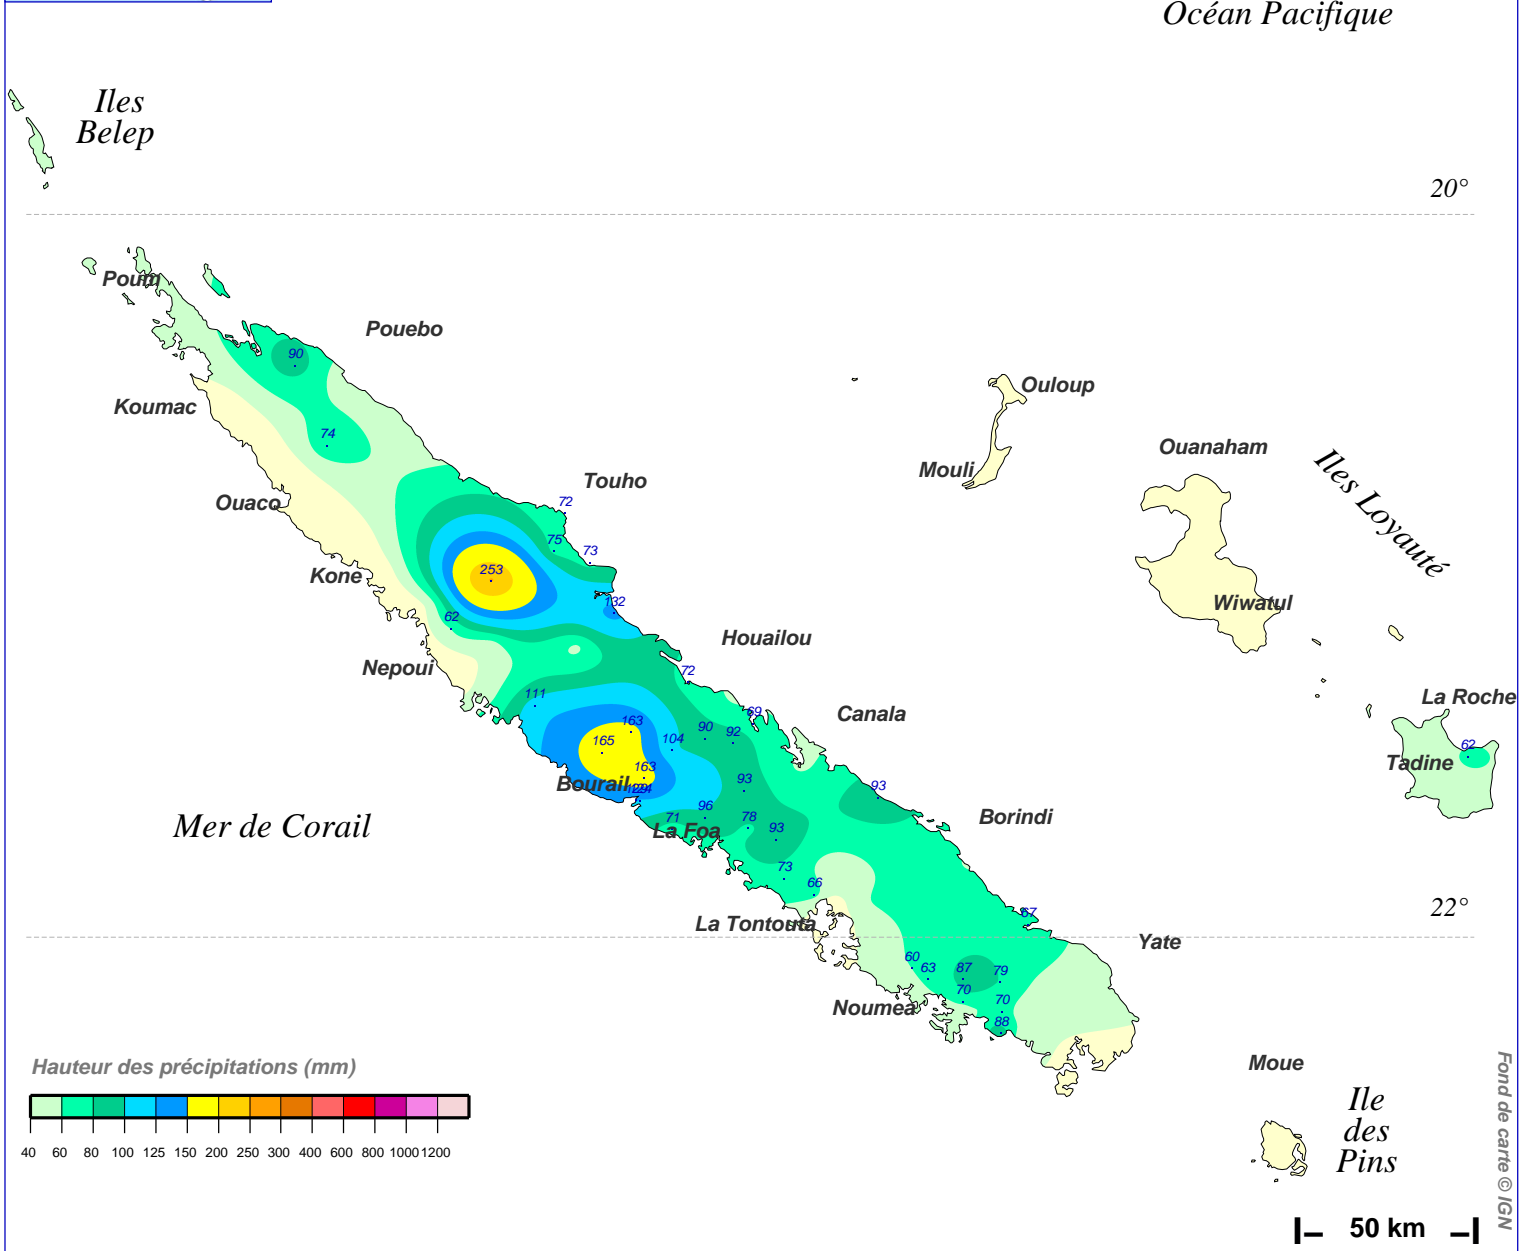 Océan Pacifique
Iles
Belep
20°
Poum
Pouebo
90
Koumac
Ouloup
74
Ouanaham
Mouli
Iles Loyauté
Touho
72
Ouaco
75
73
253
Kone
132
Wiwatul
62
Houailou
Nepoui
72
111
La Roche
69
Canala
163
90
92
165
104
62
Tadine
163
93
Bourail
93
96
71
78
Borindi
Mer de Corail
La Foa
93
73
66
67
22°
La Tontouta
Yate
60
63
87
79
70
70
Noumea
88
Hauteur des précipitations (mm)
40 60 80 100 125 150 200 250 300 400 600 800 1000 1200
Moue
Ile
des
Pins
Fond de carte © IGN
50 km